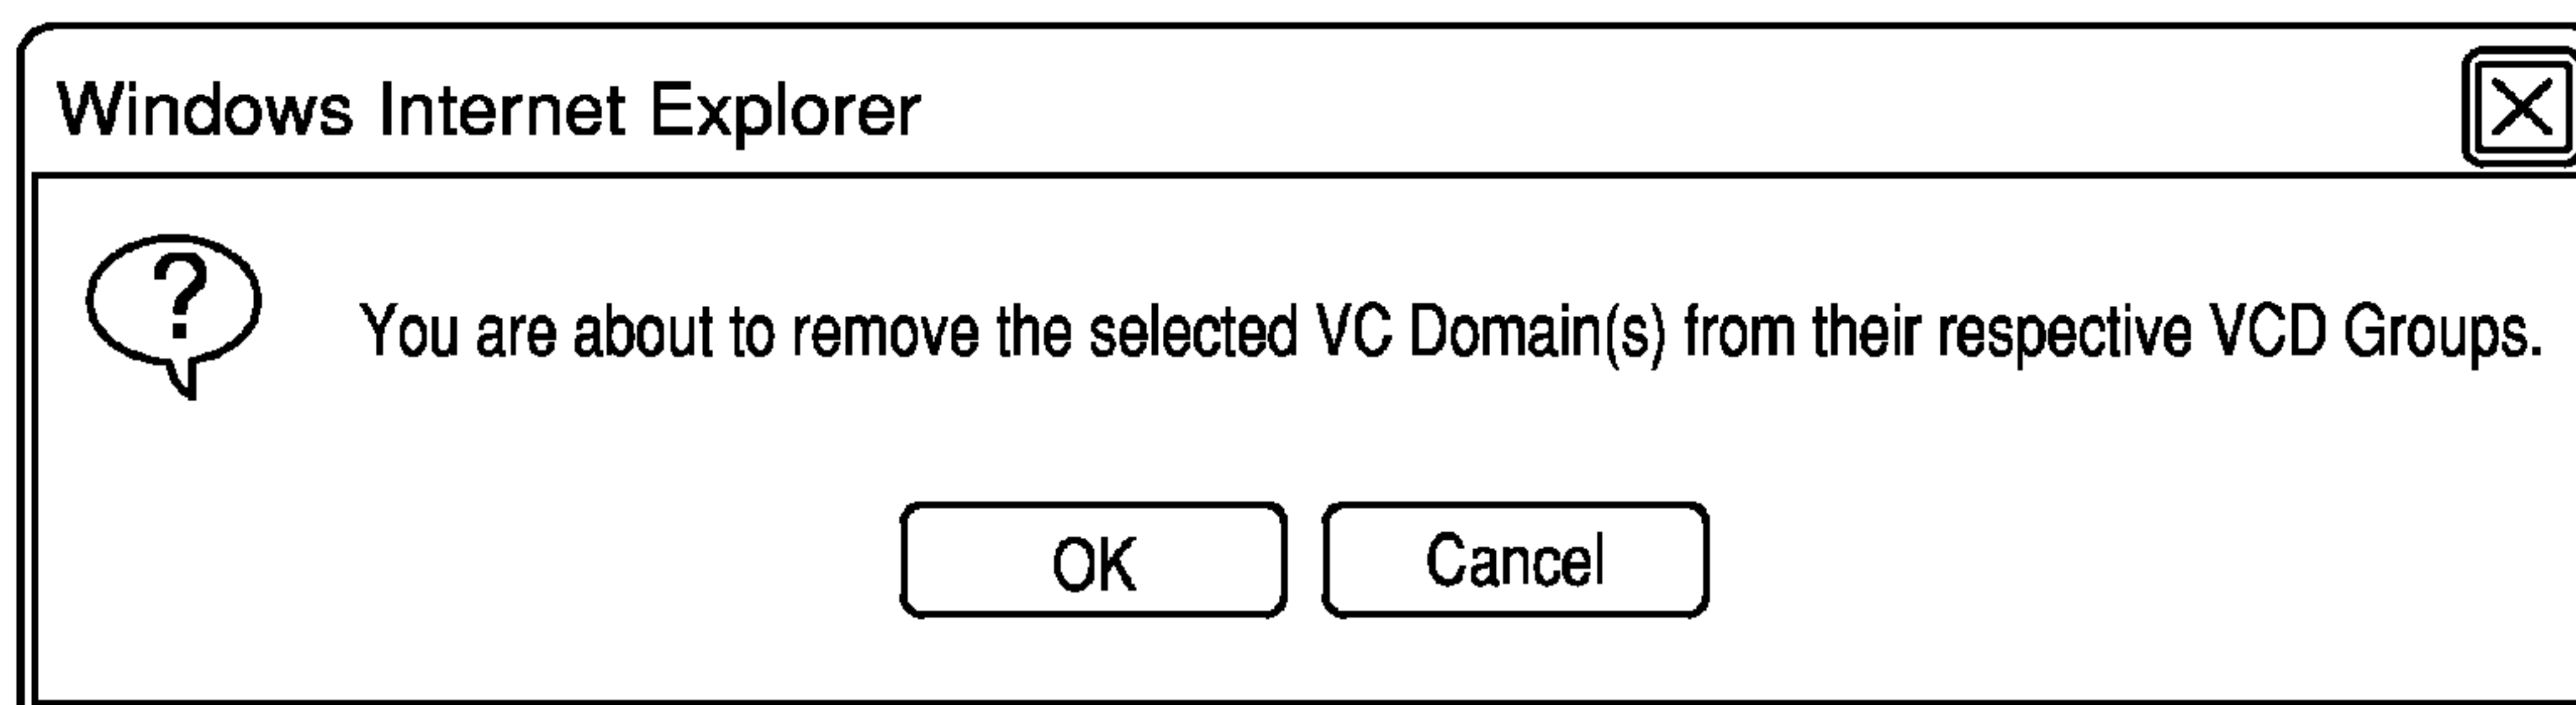 Windows Internet Explorer
?
You are about to remove the selected VC Domain(s) from their respective VCD Groups.
OK
Cancel